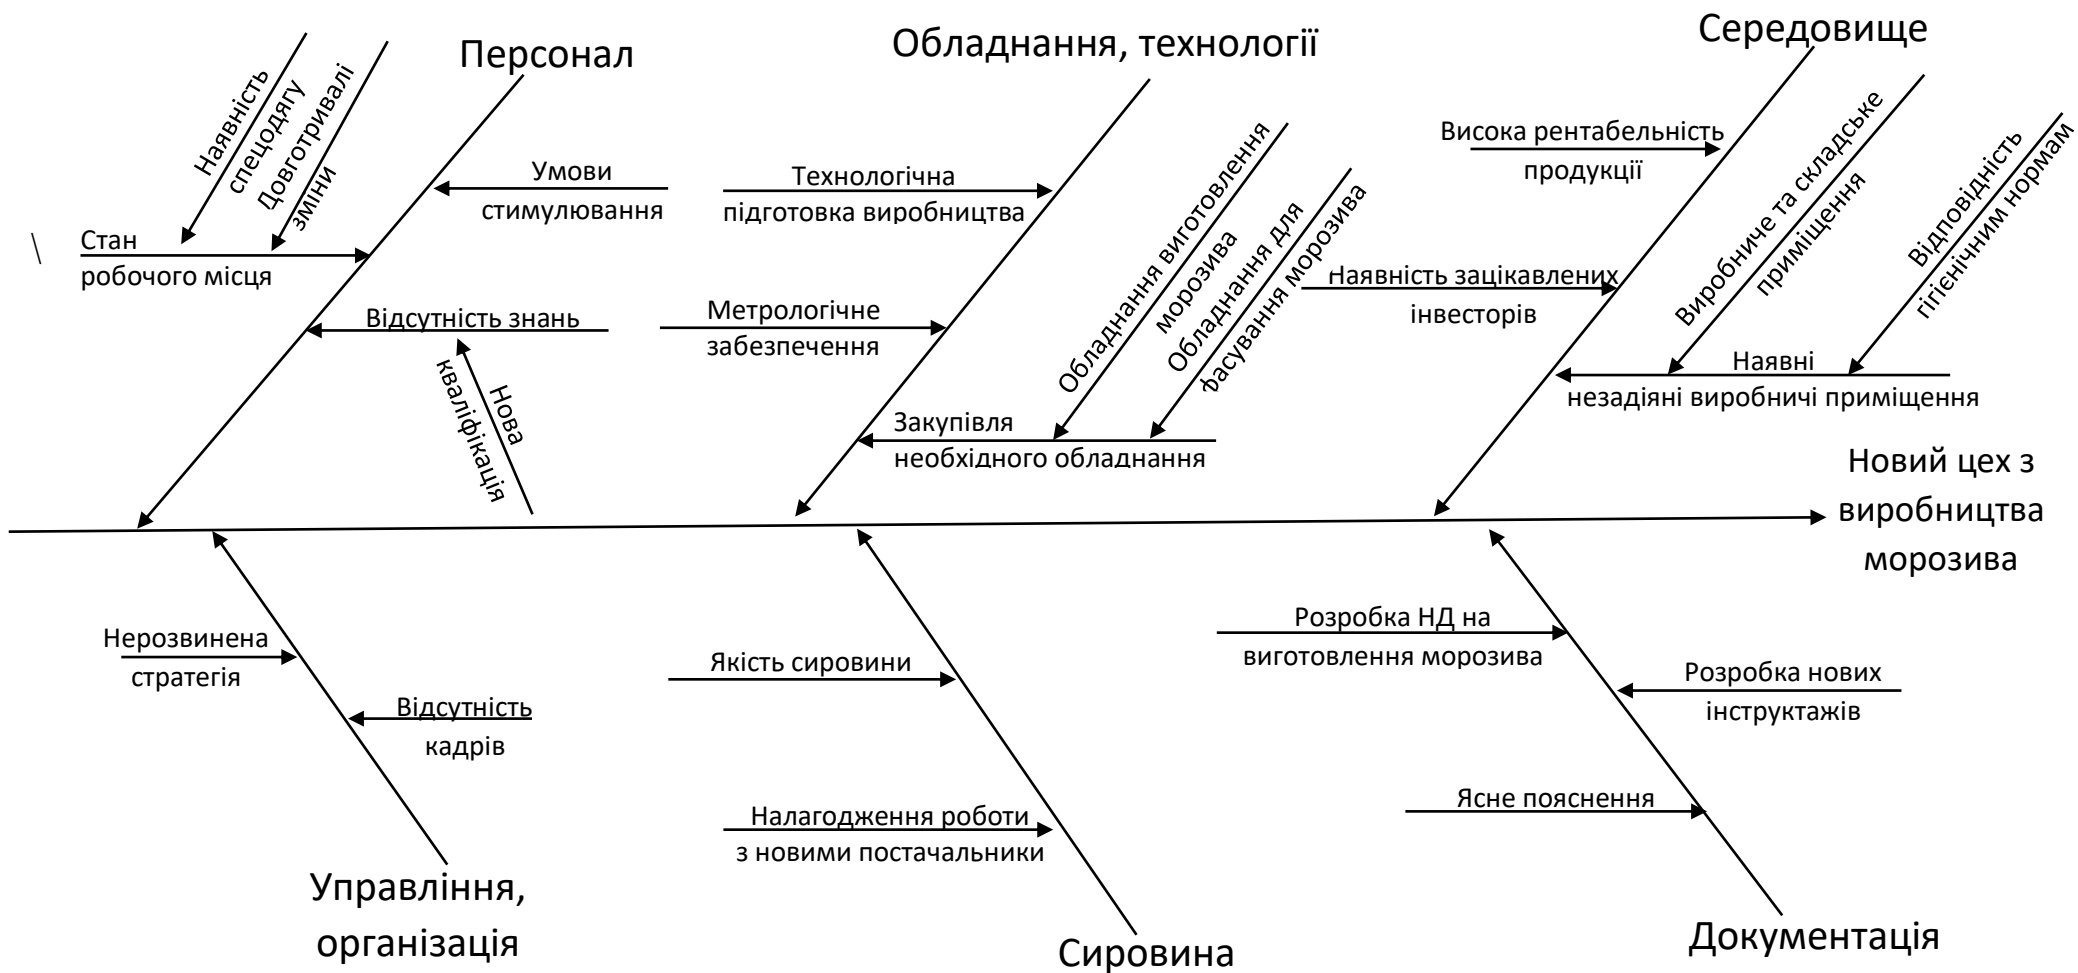 Персонал
Обладнання, технології
Середовище
Наявність
спецодягу
Довготривалі
зміни
Стан
робочого місця
Умови
стимулювання
Відсутність знань
Нова
кваліфікація
Технологічна
підготовка виробництва
Метрологічне
забезпечення
Обладнання виготовлення
морозива
Обладнання для
фасування морозива
Закупівля
необхідного обладнання
Висока рентабельність
продукції
Наявність зацікавлених
інвесторів
Виробниче та складське
приміщення
Відповідність
гігієнічним нормам
Наявні
незадіяні виробничі приміщення
Новий цех з
виробництва
морозива
Нерозвинена
стратегія
Відсутність
кадрів
Управління,
організація
Якість сировини
Налагодження роботи
з новими постачальники
Сировина
Розробка НД на
виготовлення морозива
Розробка нових
інструктажів
Ясне пояснення
Документація